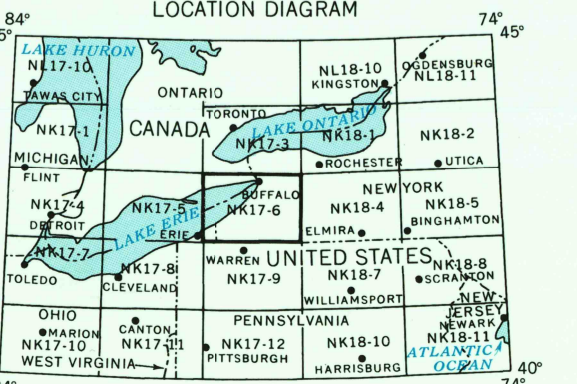 LOCATION DIAGRAM
84° 74°
45°
LAKE HURON
NL17-10
NL18-10
OGDENSBURG
KINGSTON
NL18-11
TAWAS CITY
ONTARIO
TORONTO
LAKE ONTARIO
NK17-1
CANADA
NK17-3
NK18-1
NK18-2
MICHIGAN
ROCHESTER
UTICA
FLINT
BUFFALO
NEW YORK
NK17-4
NK17-5
NK17-6
NK18-4
NK18-5
DETROIT
LAKE ERIE
ERIE
ELMIRA
BINGHAMTON
NK17-7
WARREN
UNITED STATES
NK17-8
NK17-9
NK18-7
NK18-8
TOLEDO
CLEVELAND
SCRANTON
WILLIAMSPORT
NEW
JERSEY
OHIO
PENNSYLVANIA
NEWARK
MARION
CANTON
NK17-10
NK17-11
NK17-12
NK18-10
NK18-11
WEST VIRGINIA
PITTSBURGH
HARRISBURG
ATLANTIC
OCEAN
40°
74°